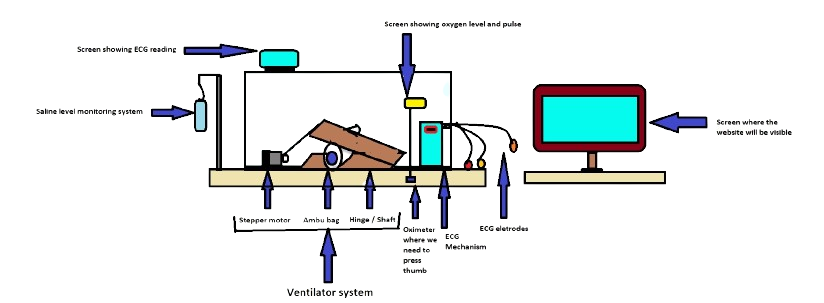 Screen showing oxygen level and pulse
Screen showing ECG reading
Saline level monitoring system
Screen where the
website will be visible
Stepper motor
Ambu bag
Hinge / Shaft
Oximeter
where we
need to
press
thumb
ECG
Mechanism
ECG eletrodes
Ventilator system